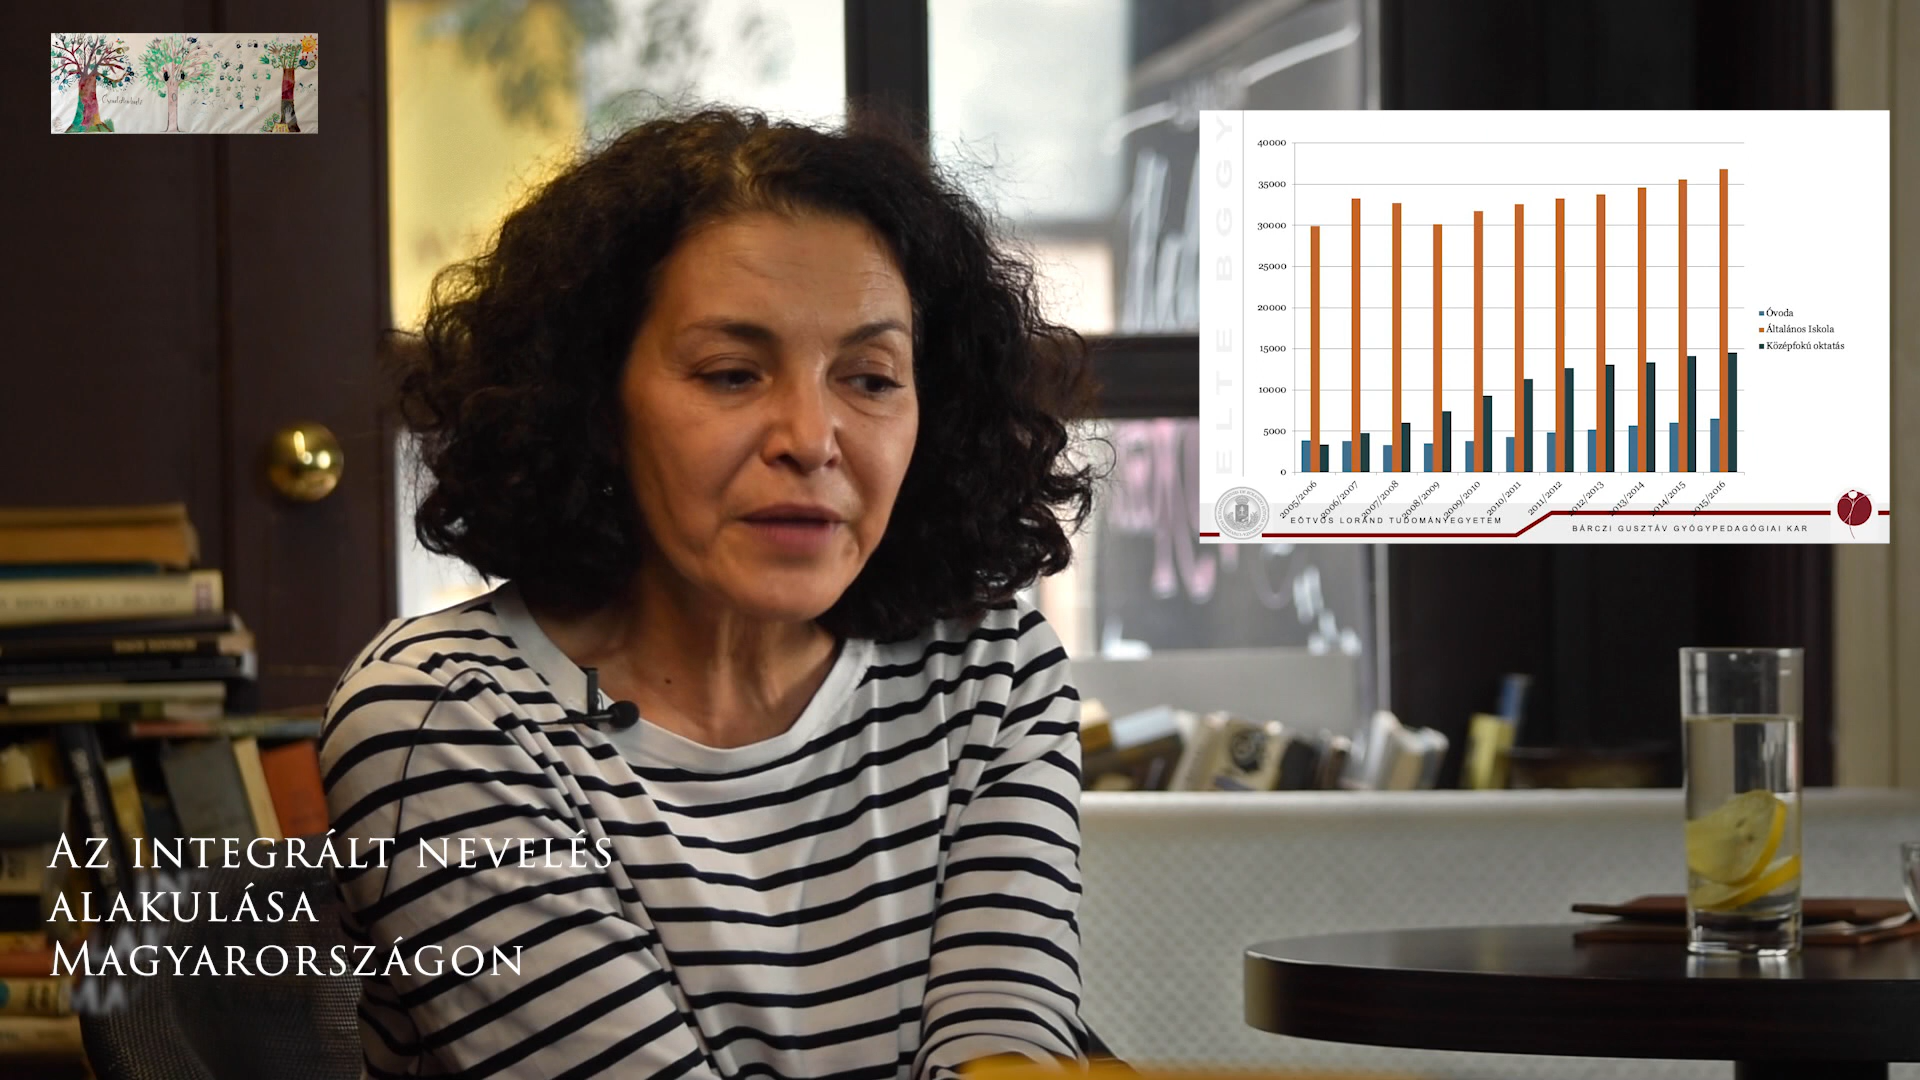 AZ INTEGRÁLT NEVELÉS
ALAKULÁSA
MAGYARORSZÁGON
ELTE BGGY
40000
35000
30000
25000
20000
15000
10000
5000
0
2005/2006
2006/2007
2007/2008
2008/2009
2009/2010
2010/2011
2011/2012
2012/2013
2013/2014
2014/2015
2015/2016
Óvoda
Általános Iskola
Középfokú oktatás
EÖTVÖS LORÁND TUDOMÁNYEGYETEM
BÁRCZI GUSZTÁV GYÓGYPEDAGÓGIAI KAR